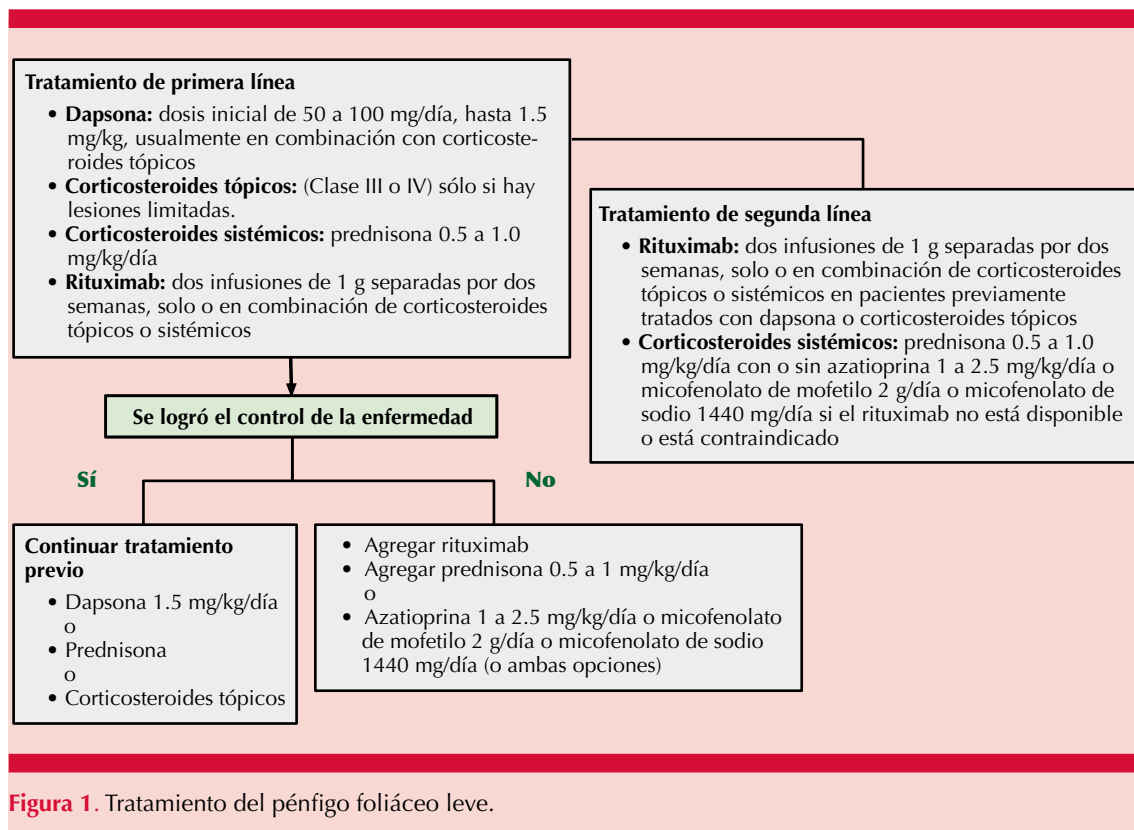 Tratamiento de primera línea
• Dapsona: dosis inicial de 50 a 100 mg/día, hasta 1.5
mg/kg, usualmente en combinación con corticoste-
roides tópicos
• Corticosteroides tópicos: (Clase III o IV) sólo si hay
lesiones limitadas.
• Corticosteroides sistémicos: prednisona 0.5 a 1.0
mg/kg/día
• Rituximab: dos infusiones de 1 g separadas por dos
semanas, solo o en combinación de corticosteroides
tópicos o sistémicos
Tratamiento de segunda línea
• Rituximab: dos infusiones de 1 g separadas por dos
semanas, solo o en combinación de corticosteroides
tópicos o sistémicos en pacientes previamente
tratados con dapsona o corticosteroides tópicos
• Corticosteroides sistémicos: prednisona 0.5 a 1.0
mg/kg/día con o sin azatioprina 1 a 2.5 mg/kg/día o
micofenolato de mofetilo 2 g/día o micofenolato de
sodio 1440 mg/día si el rituximab no está disponible
o está contraindicado
Se logró el control de la enfermedad
Sí
No
Continuar tratamiento
previo
• Dapsona 1.5 mg/kg/día
o
• Prednisona
o
• Corticosteroides tópicos
• Agregar rituximab
• Agregar prednisona 0.5 a 1 mg/kg/día
o
• Azatioprina 1 a 2.5 mg/kg/día o micofenolato
de mofetilo 2 g/día o micofenolato de sodio
1440 mg/día (o ambas opciones)
Figura 1. Tratamiento del pénfigo foliáceo leve.